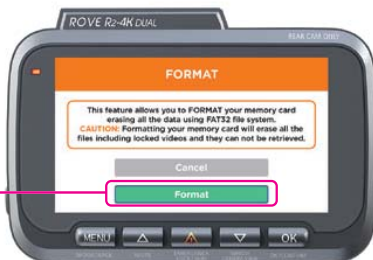 ROVE R2-4K DUAL
REAR CAM ONLY
FORMAT
This feature allows you to FORMAT your memory card
erasing all the data using FAT32 file system.
CAUTION: Formatting your memory card will erase all the
files including locked videos and they can not be retrieved.
Cancel
Format
MENU OK